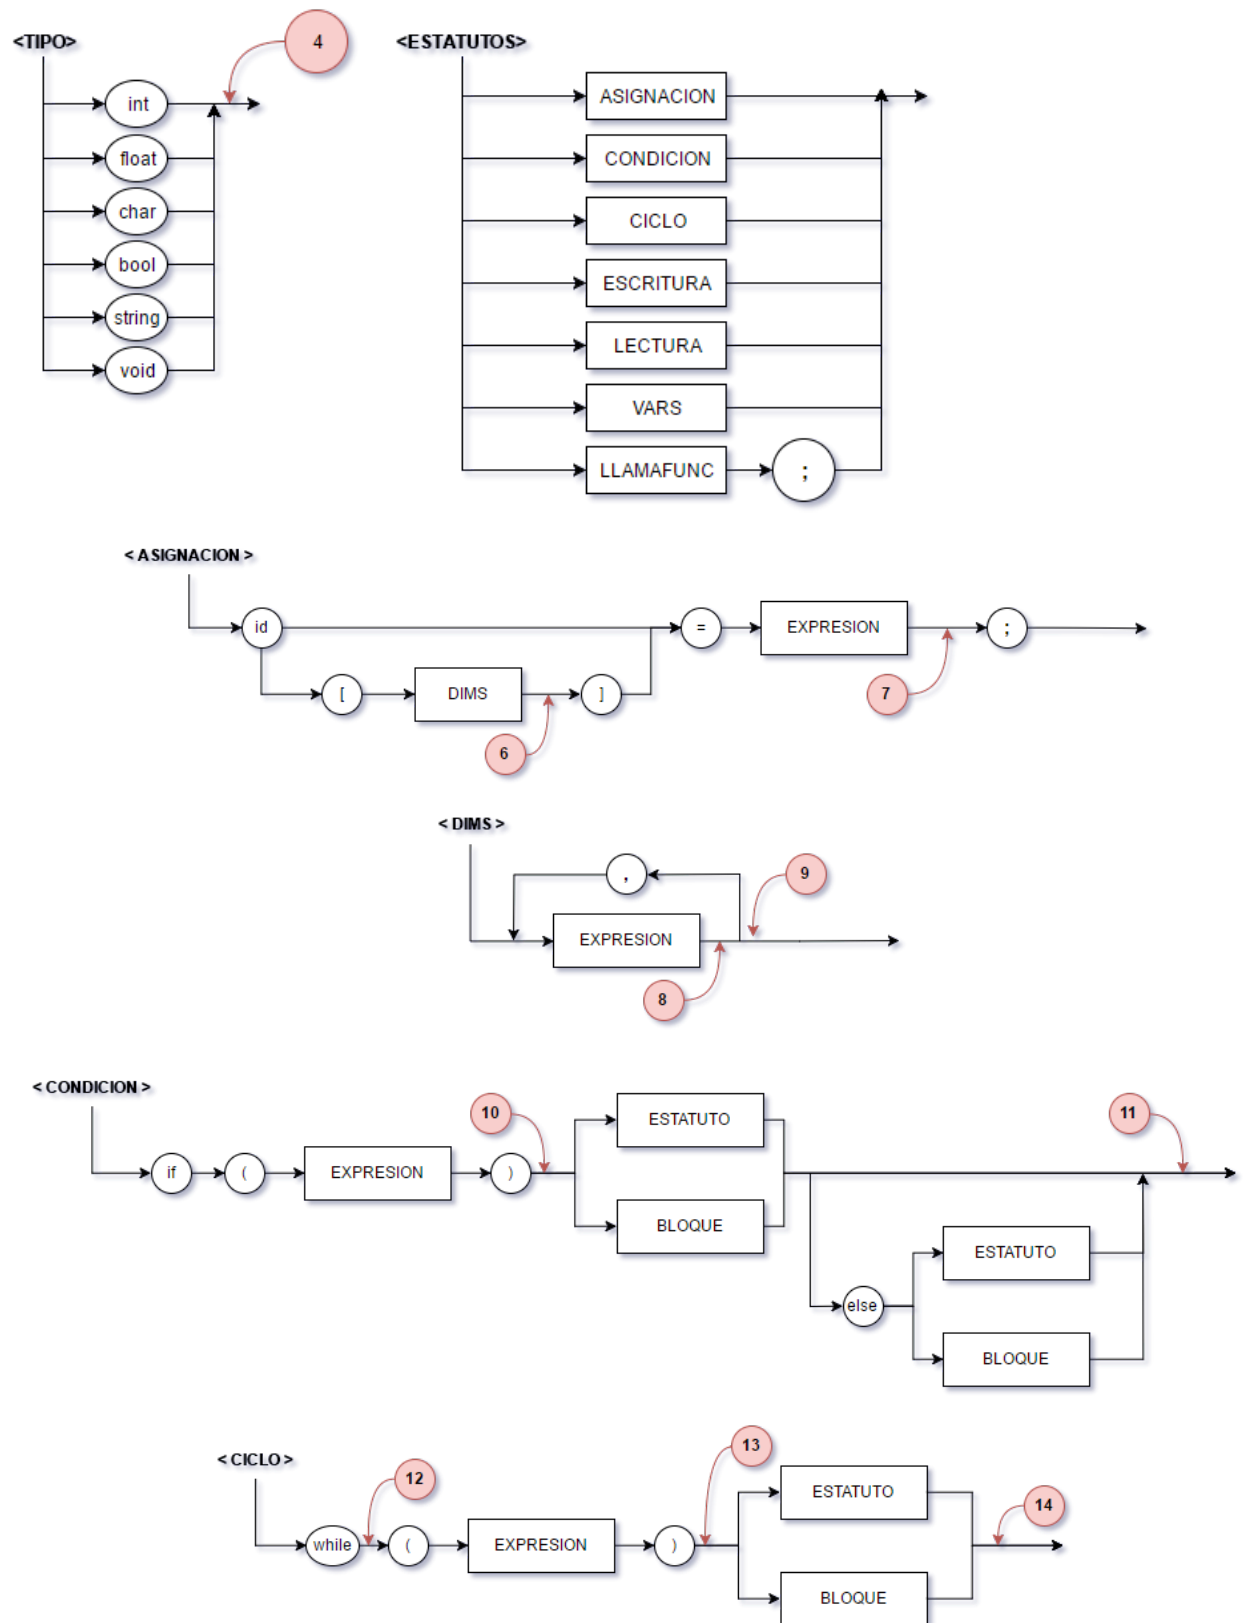 <TIPO>
4
int
float
char
bool
string
void
<ESTATUTOS>
ASIGNACION
CONDICION
CICLO
ESCRITURA
LECTURA
VARS
LLAMAFUNC ;
< ASIGNACION >
id = EXPRESION ;
[ DIMS ]
6
7
< DIMS >
,
9
EXPRESION
8
< CONDICION >
10
ESTATUTO
11
if ( EXPRESION )
BLOQUE
ESTATUTO
else
BLOQUE
< CICLO >
12
13
ESTATUTO
14
while ( EXPRESION )
BLOQUE